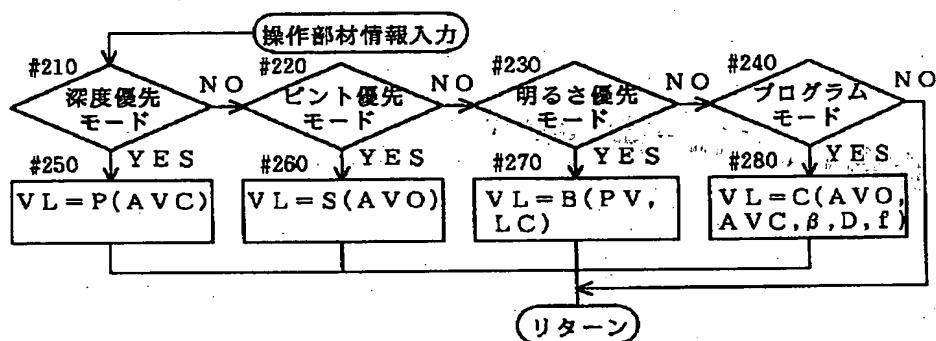 操作部材情報入力
#210
深度優先
モード
NO
#220
ピント優先
モード
NO
#230
明るさ優先
モード
NO
#240
プログラム
モード
NO
YES
#250
VL=P(AVC)
YES
#260
VL=S(AVO)
YES
#270
VL=B(PV,
LC)
YES
#280
VL=C(AVO,
AVC,β,D,f)
リターン